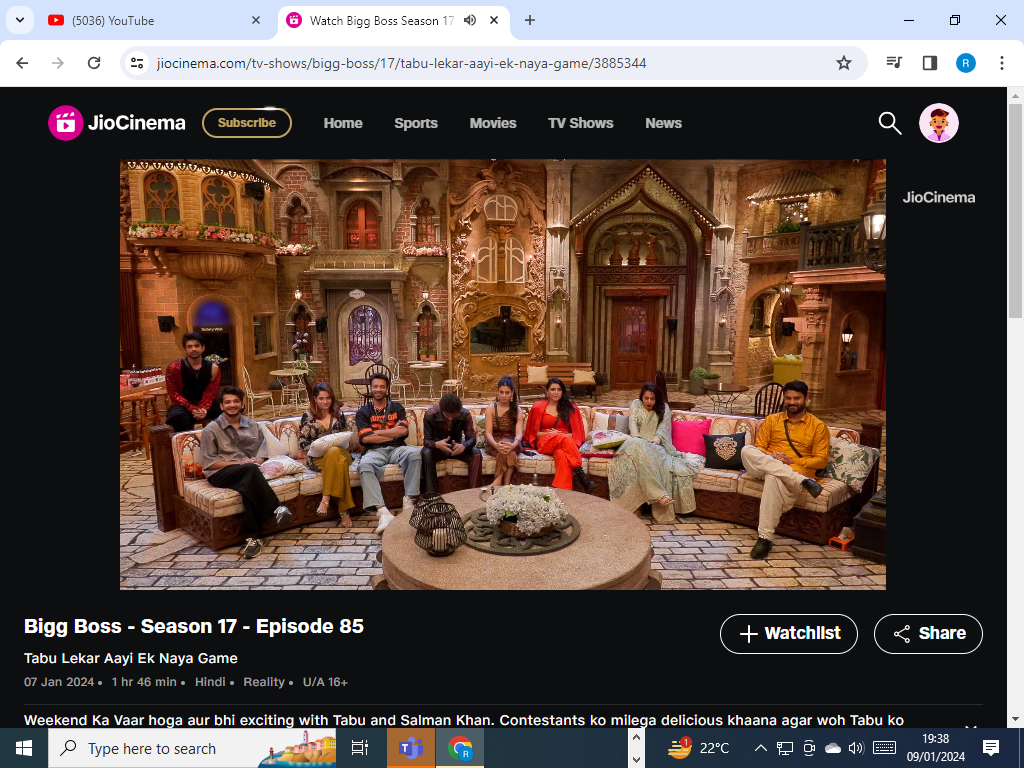 (5036) YouTube
Watch Bigg Boss Season 17
jiocinema.com/tv-shows/bigg-boss/17/tabu-lekar-aayi-ek-naya-game/3885344
R
JioCinema
Subscribe
Home
Sports
Movies
TV Shows
News
JioCinema
Bigg Boss - Season 17 - Episode 85
Watchlist
Share
Tabu Lekar Aayi Ek Naya Game
07 Jan 2024 • 1 hr 46 min • Hindi • Reality • U/A 16+
Weekend Ka Vaar hoga aur bhi exciting with Tabu and Salman Khan. Contestants ko milega delicious khaana agar woh Tabu ko
Type here to search
R
1
22°C
19:38
09/01/2024